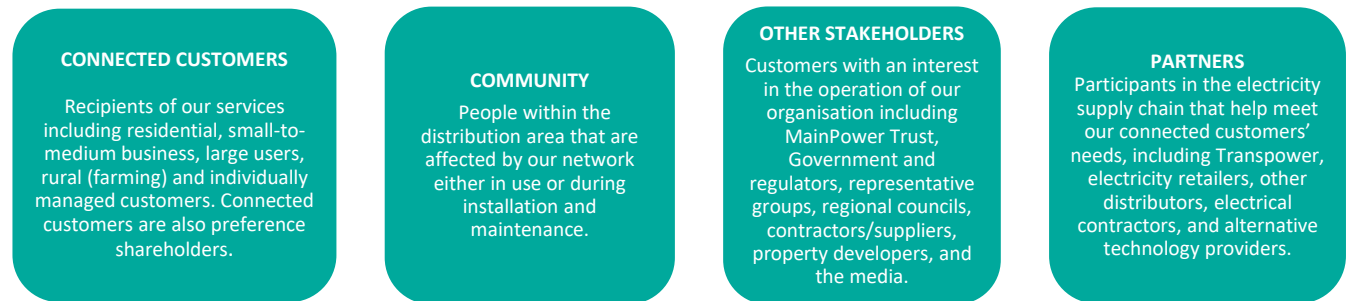 CONNECTED CUSTOMERS
Recipients of our services
including residential, small-to-
medium business, large users,
rural (farming) and individually
managed customers. Connected
customers are also preference
shareholders.
COMMUNITY
People within the
distribution area that are
affected by our network
either in use or during
installation and
maintenance.
OTHER STAKEHOLDERS
Customers with an interest
in the operation of our
organisation including
MainPower Trust,
Government and
regulators, representative
groups, regional councils,
contractors/suppliers,
property developers, and
the media.
PARTNERS
Participants in the electricity
supply chain that help meet
our connected customers’
needs, including Transpower,
electricity retailers, other
distributors, electrical
contractors, and alternative
technology providers.